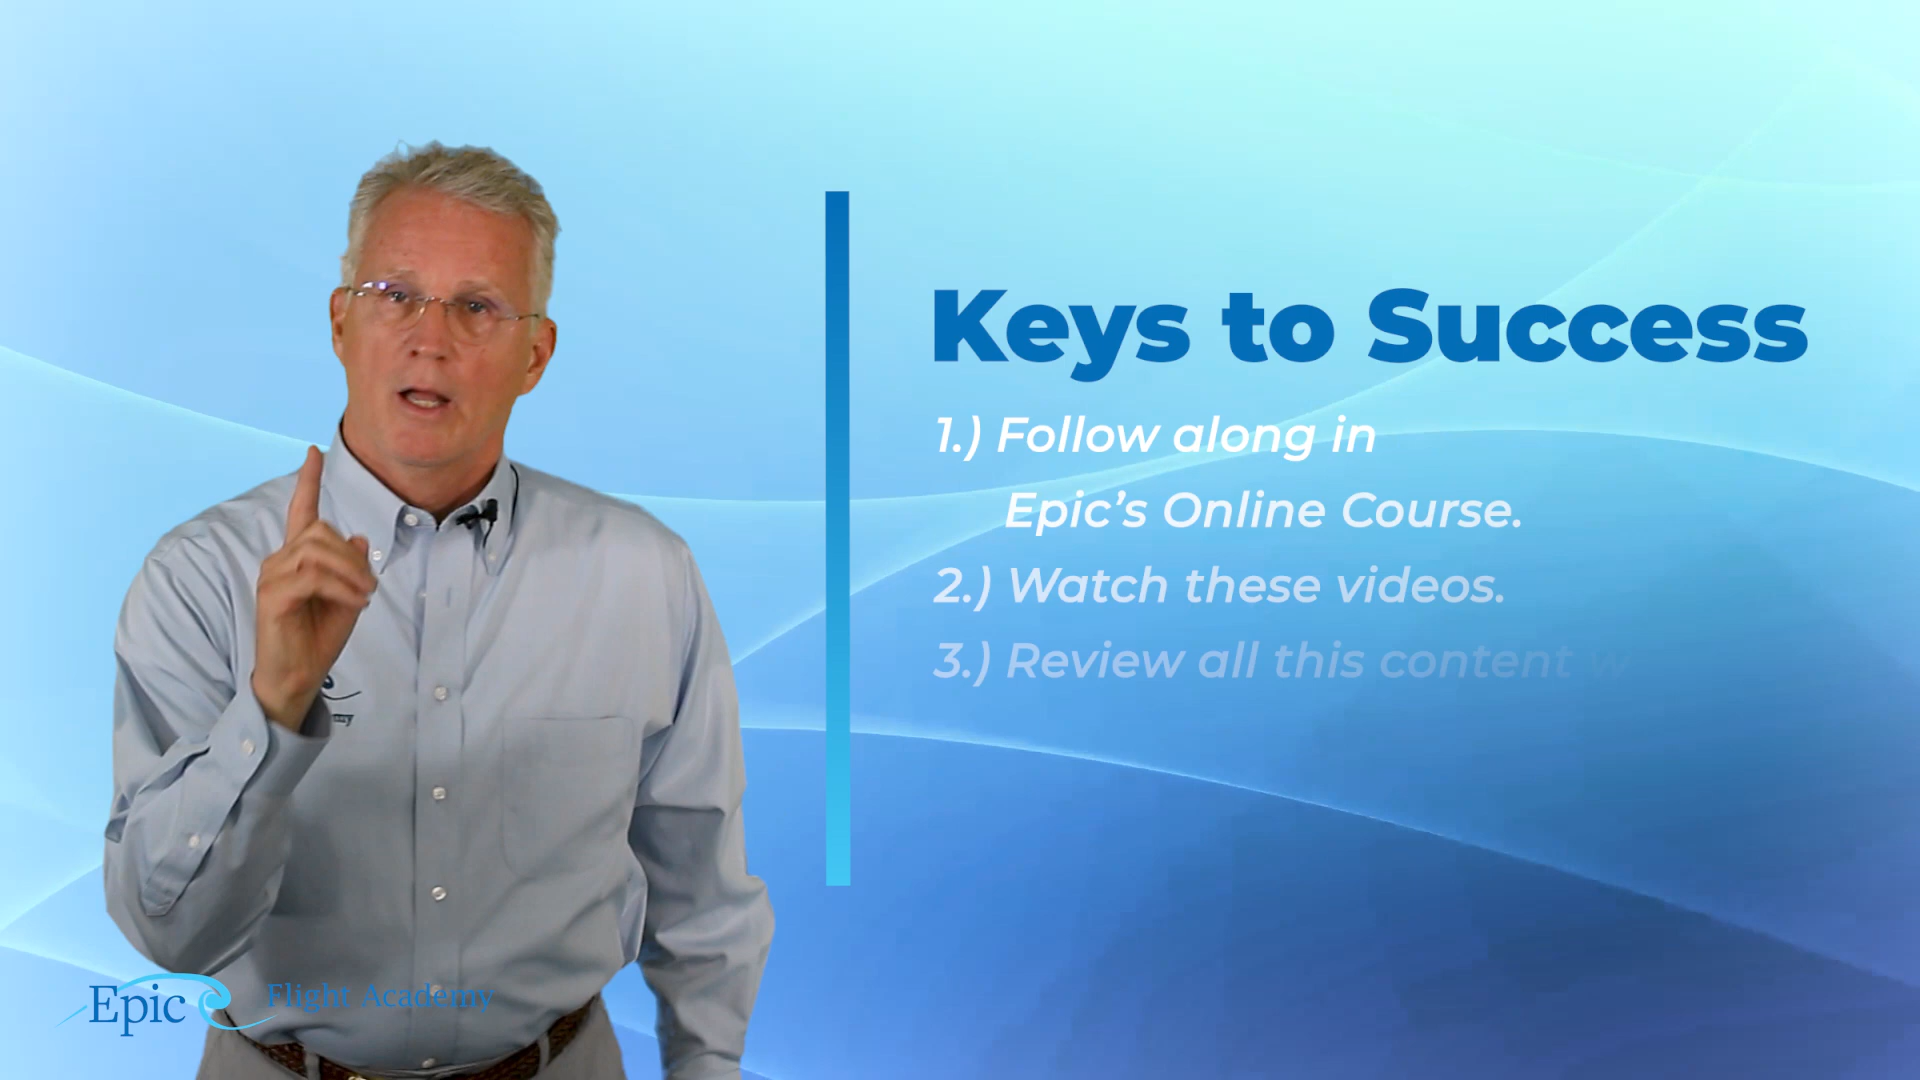 Keys to Success
1.) Follow along in
Epic's Online Course.
2.) Watch these videos.
3.) Review all this content
Epic Flight Academy